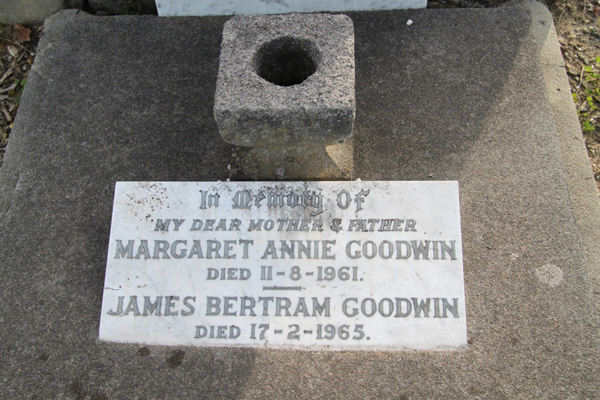 In Memory Of
MY DEAR MOTHER & FATHER
MARGARET ANNIE GOODWIN
DIED 11-8-1961.
JAMES BERTRAM GOODWIN
DIED 17-2-1965.